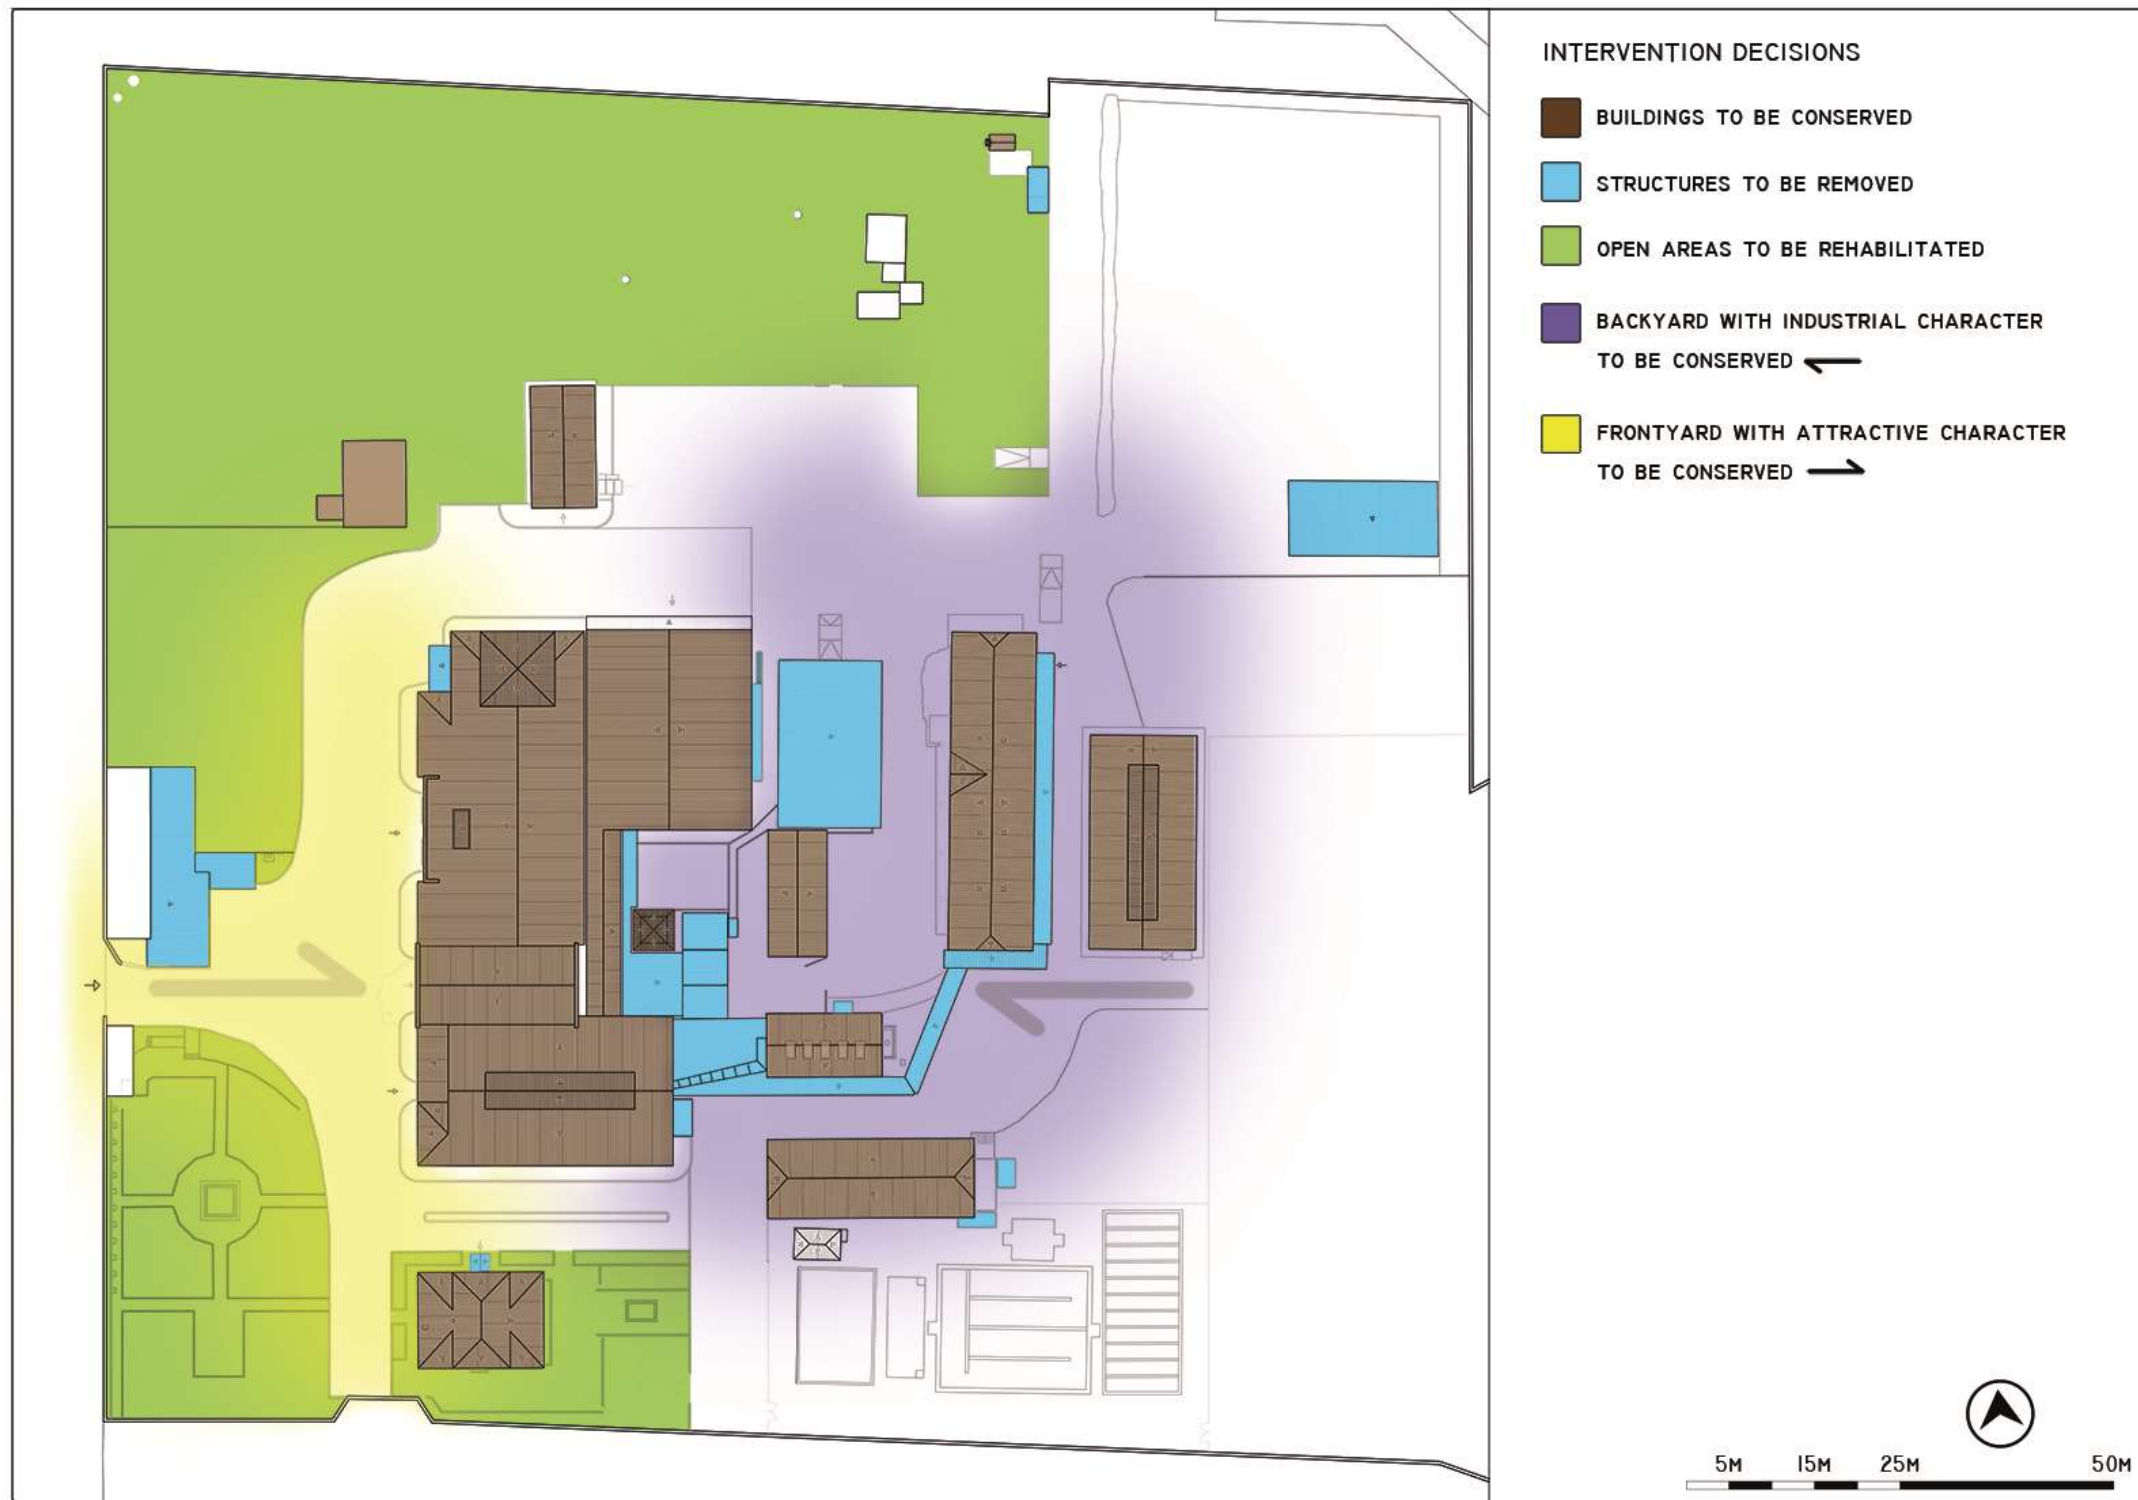 INTERVENTION DECISIONS
BUILDINGS TO BE CONSERVED
STRUCTURES TO BE REMOVED
OPEN AREAS TO BE REHABILITATED
BACKYARD WITH INDUSTRIAL CHARACTER
TO BE CONSERVED
FRONTYARD WITH ATTRACTIVE CHARACTER
TO BE CONSERVED
5M 15M 25M 50M